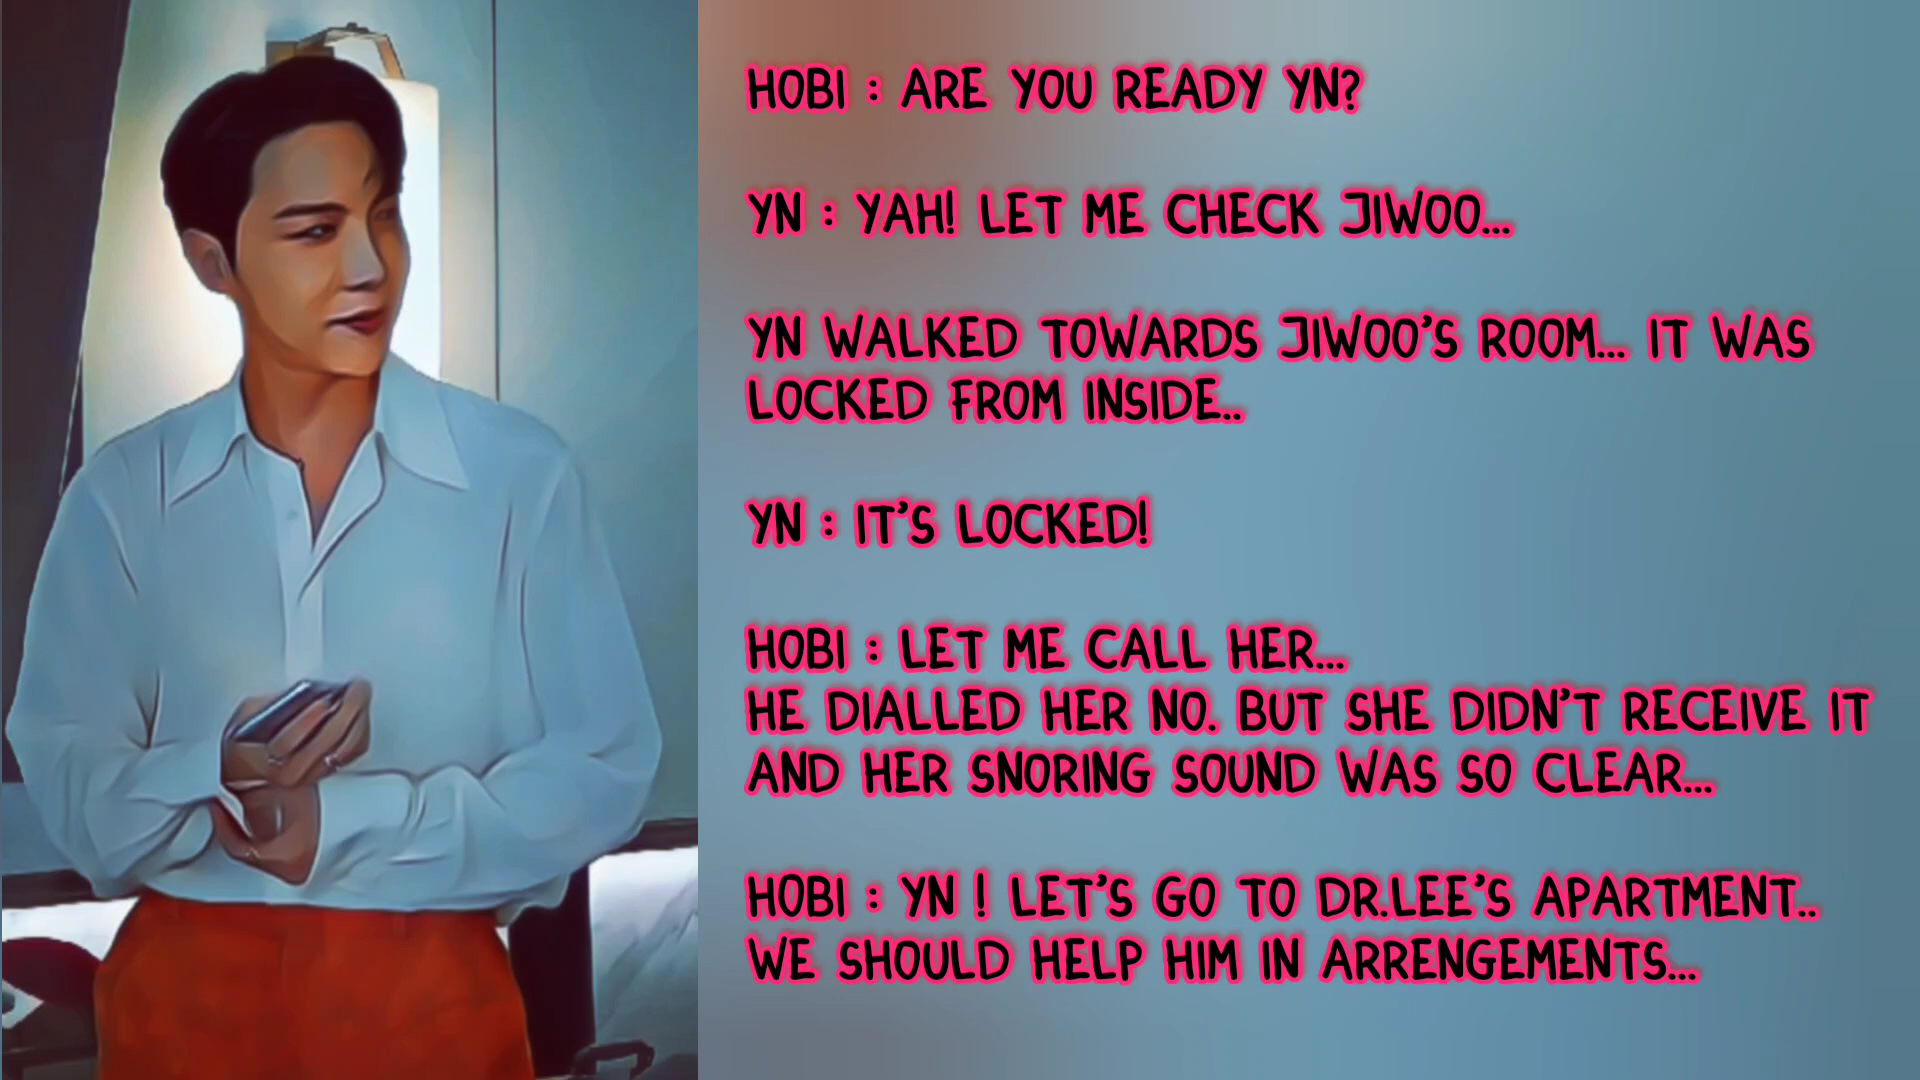 HOBI : ARE YOU READY YN?
YN : YAH! LET ME CHECK JIWOO...
YN WALKED TOWARDS JIWOO'S ROOM... IT WAS
LOCKED FROM INSIDE..
YN : IT'S LOCKED!
HOBI : LET ME CALL HER...
HE DIALLED HER NO. BUT SHE DIDN'T RECEIVE IT
AND HER SNORING SOUND WAS SO CLEAR...
HOBI : YN ! LET'S GO TO DR.LEE'S APARTMENT..
WE SHOULD HELP HIM IN ARRENGEMENTS...